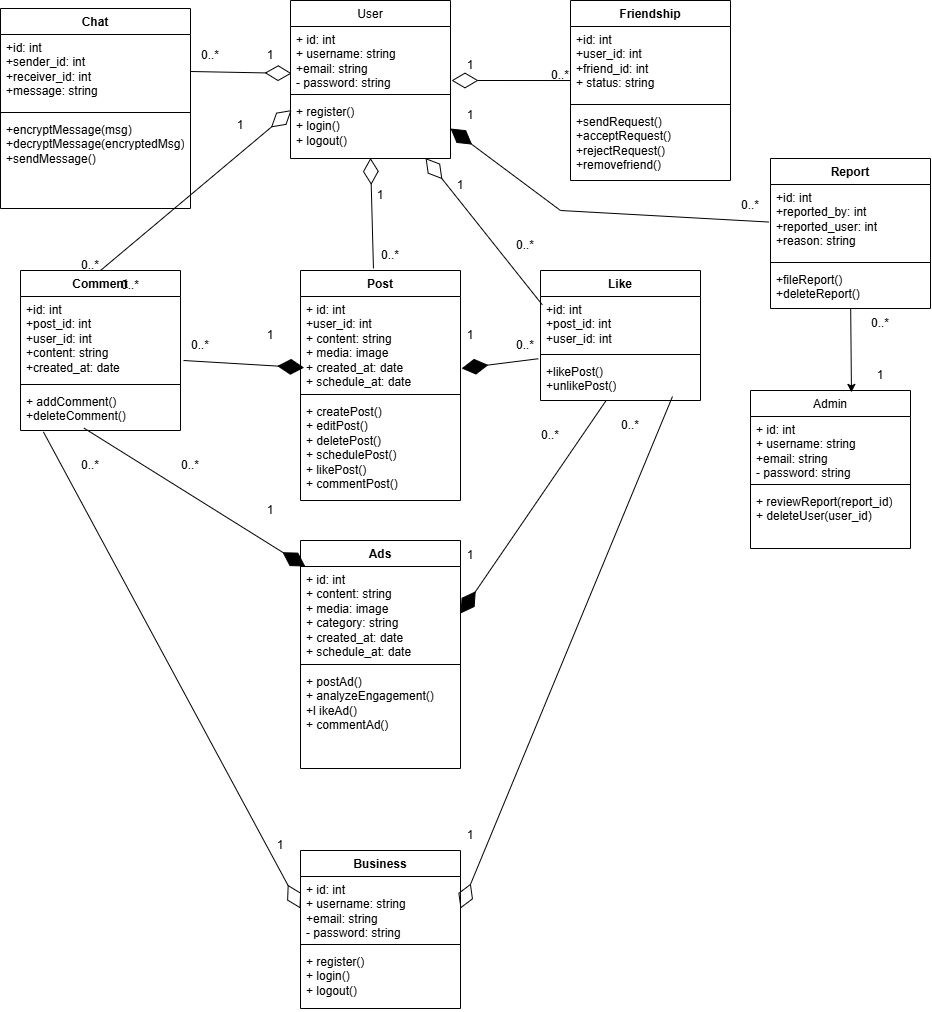 Chat
+id: int
+sender_id: int
+receiver_id: int
+message: string
+encryptMessage(msg)
+decryptMessage(encryptedMsg)
+sendMessage()
0..*
1
User
+ id: int
+ username: string
+email: string
- password: string
+ register()
+ login()
+ logout()
1
0..*
Friendship
+id: int
+user_id: int
+friend_id: int
+ status: string
+sendRequest()
+acceptRequest()
+rejectRequest()
+removefriend()
1
1
1
1
0..*
0..*
0..*
0..*
0..*
Report
+id: int
+reported_by: int
+reported_user: int
+reason: string
+fileReport()
+deleteReport()
Comment
+id: int
+post_id: int
+user_id: int
+content: string
+created_at: date
+ addComment()
+deleteComment()
0..*
1
Post
+ id: int
+user_id: int
+ content: string
+ media: image
+ created_at: date
+ schedule_at: date
+ createPost()
+ editPost()
+ deletePost()
+ schedulePost()
+ likePost()
+ commentPost()
1
0..*
Like
+id: int
+post_id: int
+user_id: int
+likePost()
+unlikePost()
0..*
1
Admin
+ id: int
+ username: string
+email: string
- password: string
+ reviewReport(report_id)
+ deleteUser(user_id)
0..*
0..*
0..*
0..*
1
1
Ads
+ id: int
+ content: string
+ media: image
+ category: string
+ created_at: date
+ schedule_at: date
+ postAd()
+ analyzeEngagement()
+l ikeAd()
+ commentAd()
1
1
Business
+ id: int
+ username: string
+email: string
- password: string
+ register()
+ login()
+ logout()